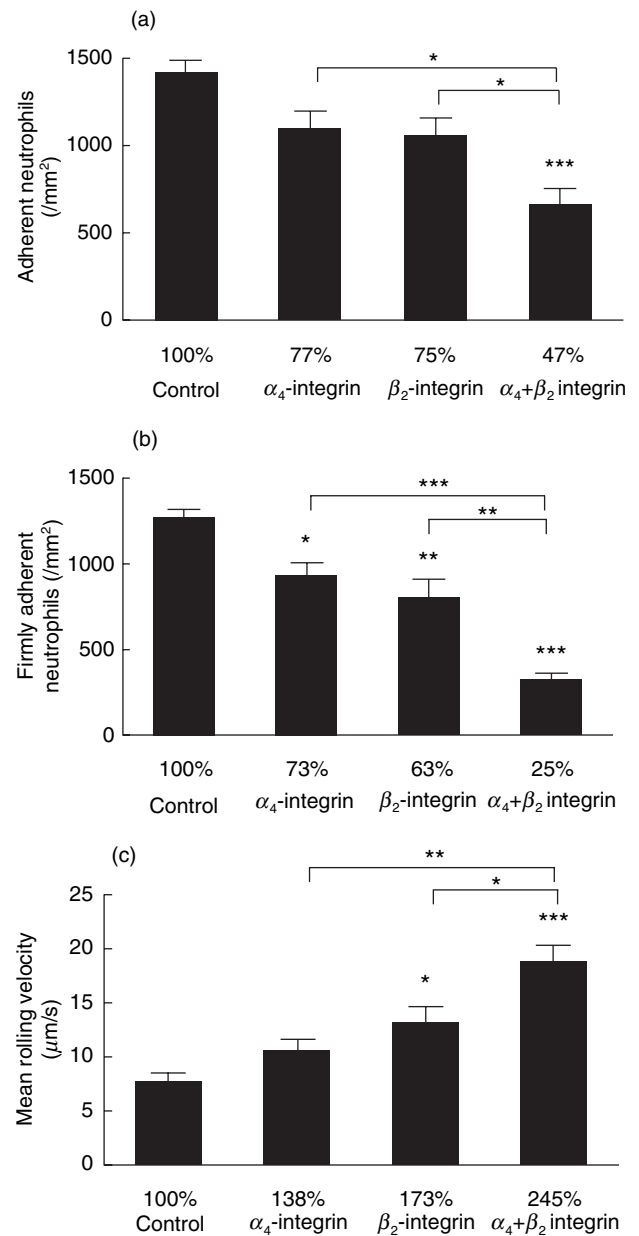 (a)
Adherent neutrophils
(/mm²)
1500
1000
500
0
*
*
***
100%
77%
75%
47%
Control
α₄-integrin
β₂-integrin
α₄+β₂ integrin
(b)
Firmly adherent
neutrophils (/mm²)
1500
1000
500
0
***
**
*
**
***
100%
73%
63%
25%
Control
α₄-integrin
β₂-integrin
α₄+β₂ integrin
(c)
Mean rolling velocity
(μm/s)
25
20
15
10
5
0
**
*
***
*
100%
138%
173%
245%
Control
α₄-integrin
β₂-integrin
α₄+β₂ integrin